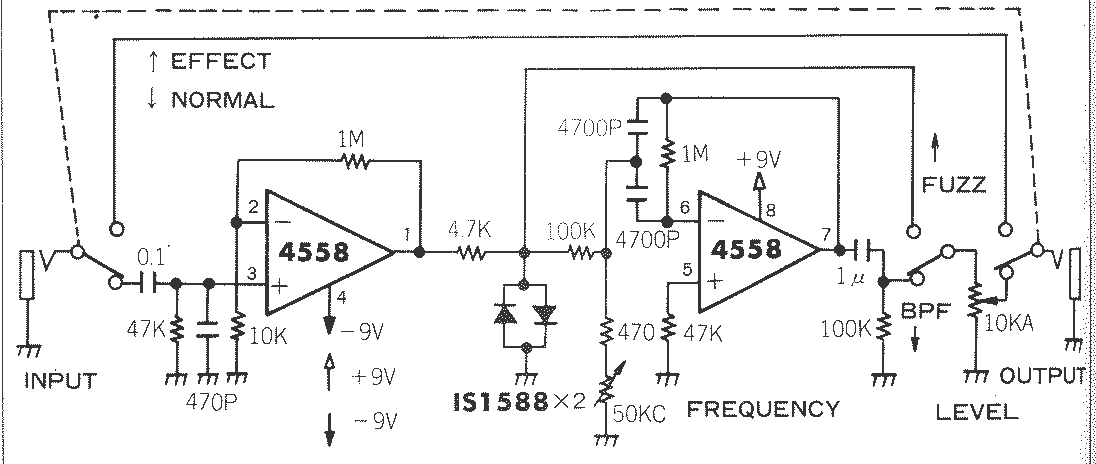 ↑ EFFECT
↓ NORMAL
1M
2
3
1
4558
4
0.1
47K
470P
10K
-9V
+9V
-9V
INPUT
4.7K
100K
IS1588×2
4700P
4700P
1M
+9V
8
6
5
7
4558
470
50KC
47K
FREQUENCY
1μ
100K
FUZZ
BPF
10KA
LEVEL
OUTPUT